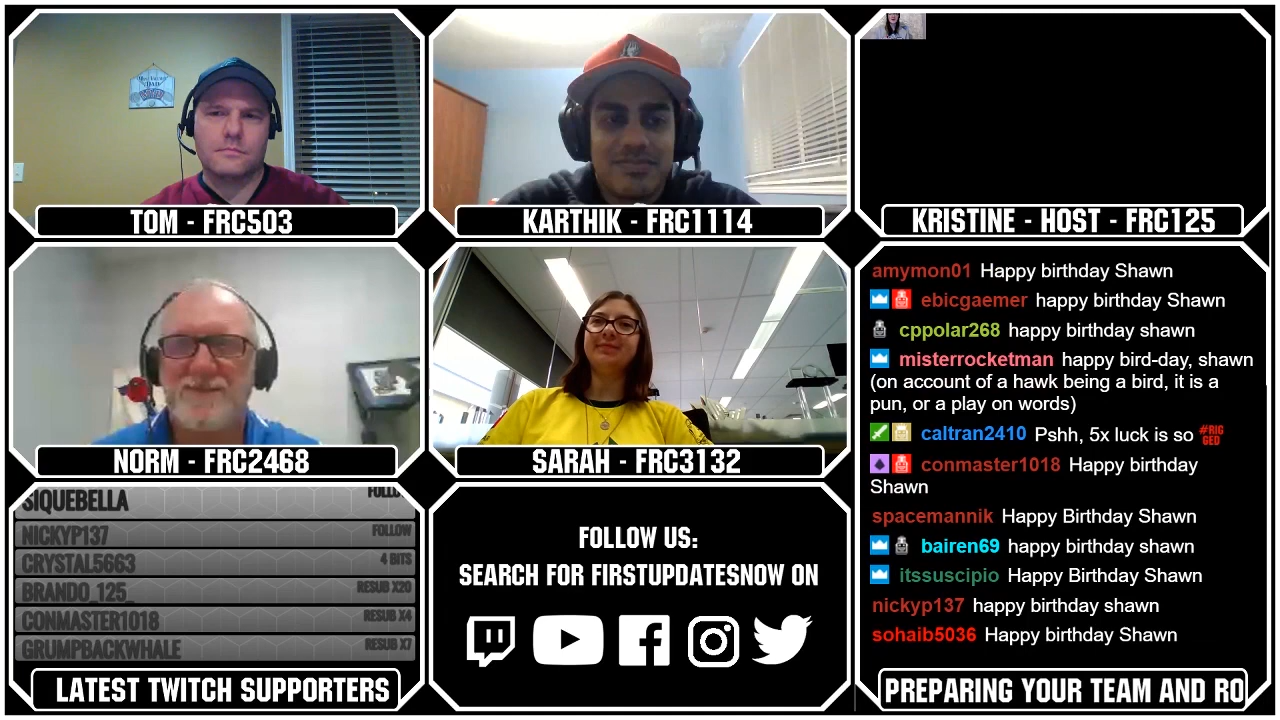 TOM - FRC503
KARTHIK - FRC1114
KRISTINE - HOST - FRC125
NORM - FRC2468
SARAH - FRC3132
amymon01 Happy birthday Shawn
ebicgaemer happy birthday Shawn
cppolar268 happy birthday shawn
misterrocketman happy bird-day, shawn
(on account of a hawk being a bird, it is a
pun, or a play on words)
caltran2410 Pshh, 5x luck is so #RIG
GED
conmaster1018 Happy birthday
Shawn
spacemannik Happy Birthday Shawn
bairen69 happy birthday shawn
itssuscipio Happy Birthday Shawn
nickyp137 happy birthday shawn
sohaib5036 Happy birthday Shawn
SIQUEBELLA FOLLOW
NICKYP137 FOLLOW
CRYSTAL5663 4 BITS
BRANDO_125_ RESUB X20
CONMASTER1018 RESUB X4
GRUMPBACKWHALE RESUB X7
LATEST TWITCH SUPPORTERS
FOLLOW US:
SEARCH FOR FIRSTUPDATESNOW ON
PREPARING YOUR TEAM AND RO